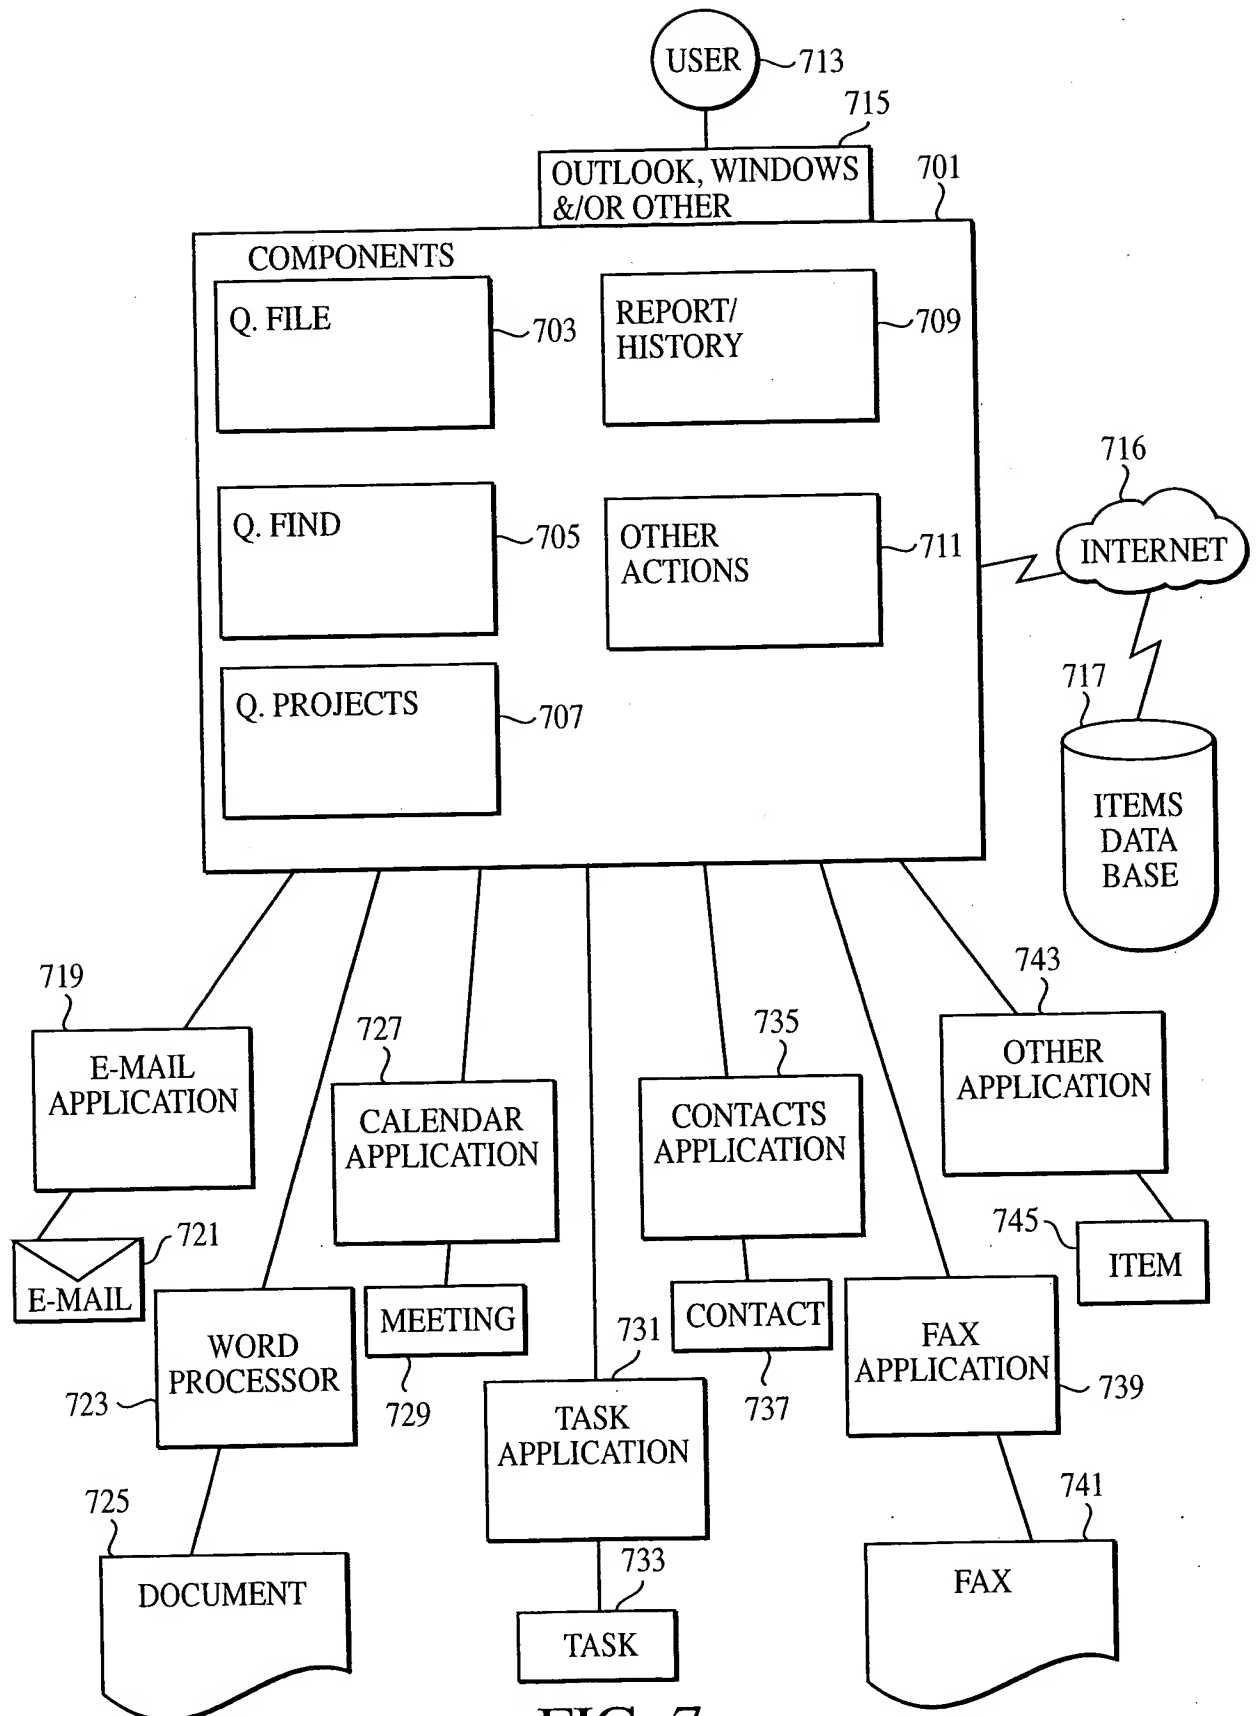 USER
713
715
OUTLOOK, WINDOWS
&/OR OTHER
701
COMPONENTS
Q. FILE
703
REPORT/
HISTORY
709
Q. FIND
705
OTHER
ACTIONS
711
716
INTERNET
Q. PROJECTS
707
717
ITEMS
DATA
BASE
719
E-MAIL
APPLICATION
721
E-MAIL
727
CALENDAR
APPLICATION
MEETING
729
735
CONTACTS
APPLICATION
CONTACT
737
743
OTHER
APPLICATION
745
ITEM
WORD
PROCESSOR
723
731
TASK
APPLICATION
FAX
APPLICATION
739
725
DOCUMENT
733
TASK
741
FAX
FIG. 7